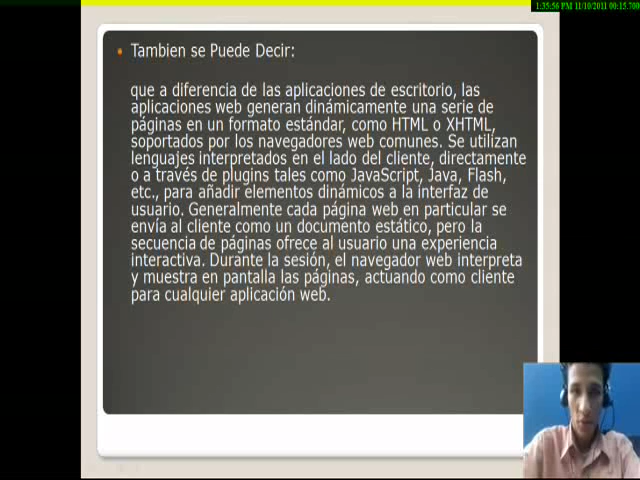 1:35:56 PM 11/10/2011 00:15.700
Tambien se Puede Decir:
que a diferencia de las aplicaciones de escritorio, las
aplicaciones web generan dinámicamente una serie de
páginas en un formato estándar, como HTML o XHTML,
soportados por los navegadores web comunes. Se utilizan
lenguajes interpretados en el lado del cliente, directamente
o a través de plugins tales como JavaScript, Java, Flash,
etc., para añadir elementos dinámicos a la interfaz de
usuario. Generalmente cada página web en particular se
envía al cliente como un documento estático, pero la
secuencia de páginas ofrece al usuario una experiencia
interactiva. Durante la sesión, el navegador web interpreta
y muestra en pantalla las páginas, actuando como cliente
para cualquier aplicación web.